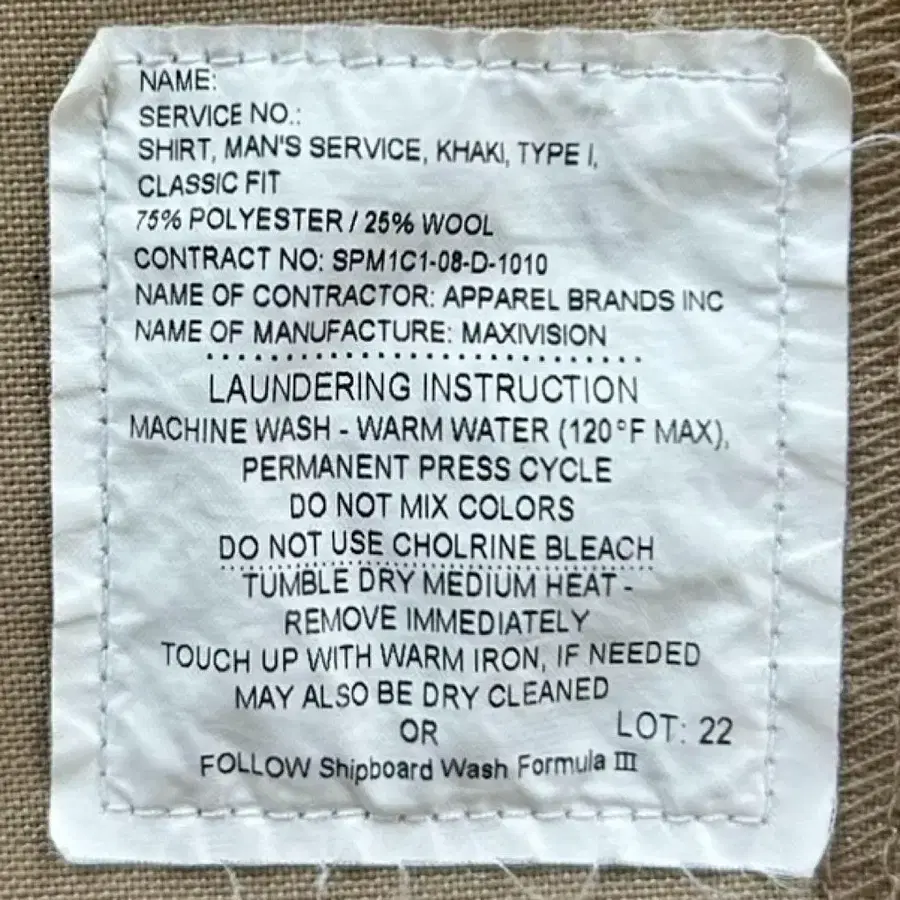 NAME:
SERVICE NO.:
SHIRT, MAN'S SERVICE, KHAKI, TYPE I,
CLASSIC FIT
75% POLYESTER / 25% WOOL
CONTRACT NO: SPM1C1-08-D-1010
NAME OF CONTRACTOR: APPAREL BRANDS INC
NAME OF MANUFACTURE: MAXIVISION
LAUNDERING INSTRUCTION
MACHINE WASH - WARM WATER (120°F MAX),
PERMANENT PRESS CYCLE
DO NOT MIX COLORS
DO NOT USE CHOLRINE BLEACH
TUMBLE DRY MEDIUM HEAT -
REMOVE IMMEDIATELY
TOUCH UP WITH WARM IRON, IF NEEDED
MAY ALSO BE DRY CLEANED
OR LOT: 22
FOLLOW Shipboard Wash Formula III